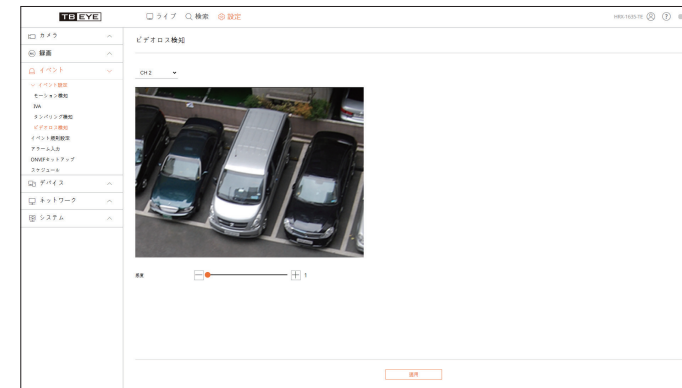 TB EYE
ライブ 検索 設定
HRX-1635-TB
カメラ
録画
イベント
イベント設定
モーション検知
IVA
タンパリング検知
ビデオロス検知
イベント規則設定
アラーム入力
ONVIFセットアップ
スケジュール
デバイス
ネットワーク
システム
ビデオロス検知
CH 2
感度 1
適用